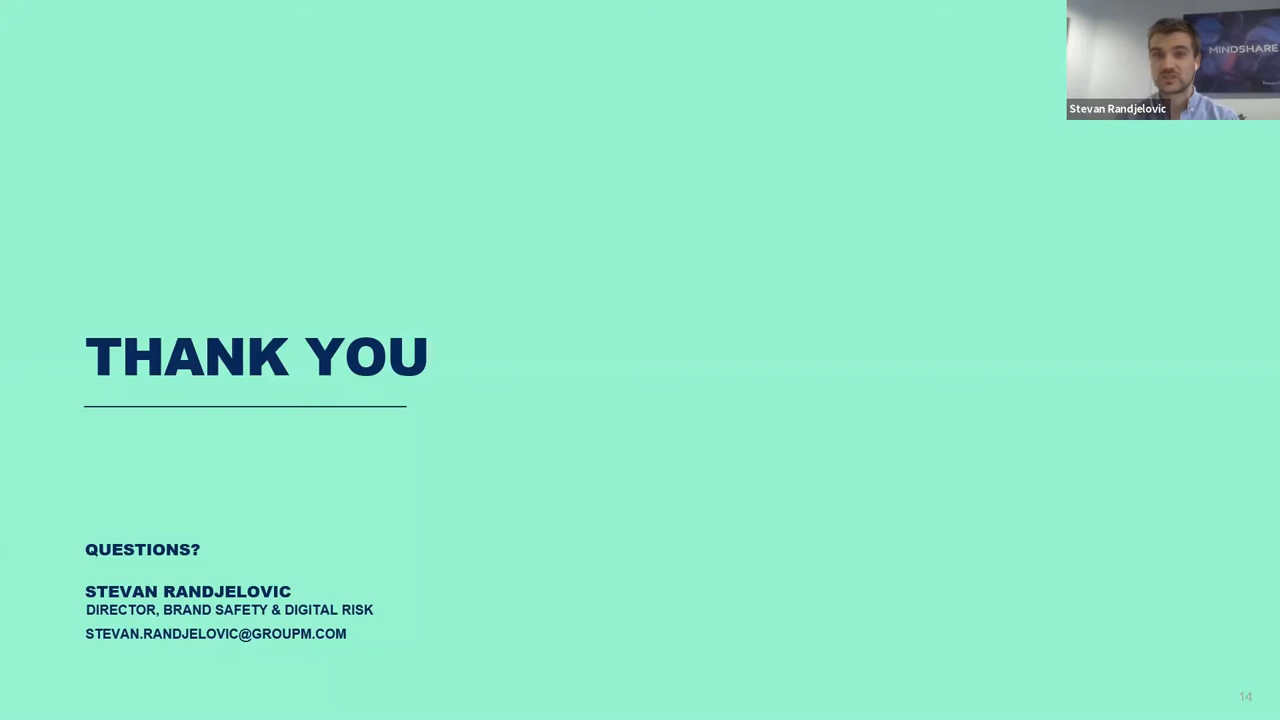 MINDSHARE
Stevan Randjelovic
THANK YOU
QUESTIONS?
STEVAN RANDJELOVIC
DIRECTOR, BRAND SAFETY & DIGITAL RISK
STEVAN.RANDJELOVIC@GROUPM.COM
14